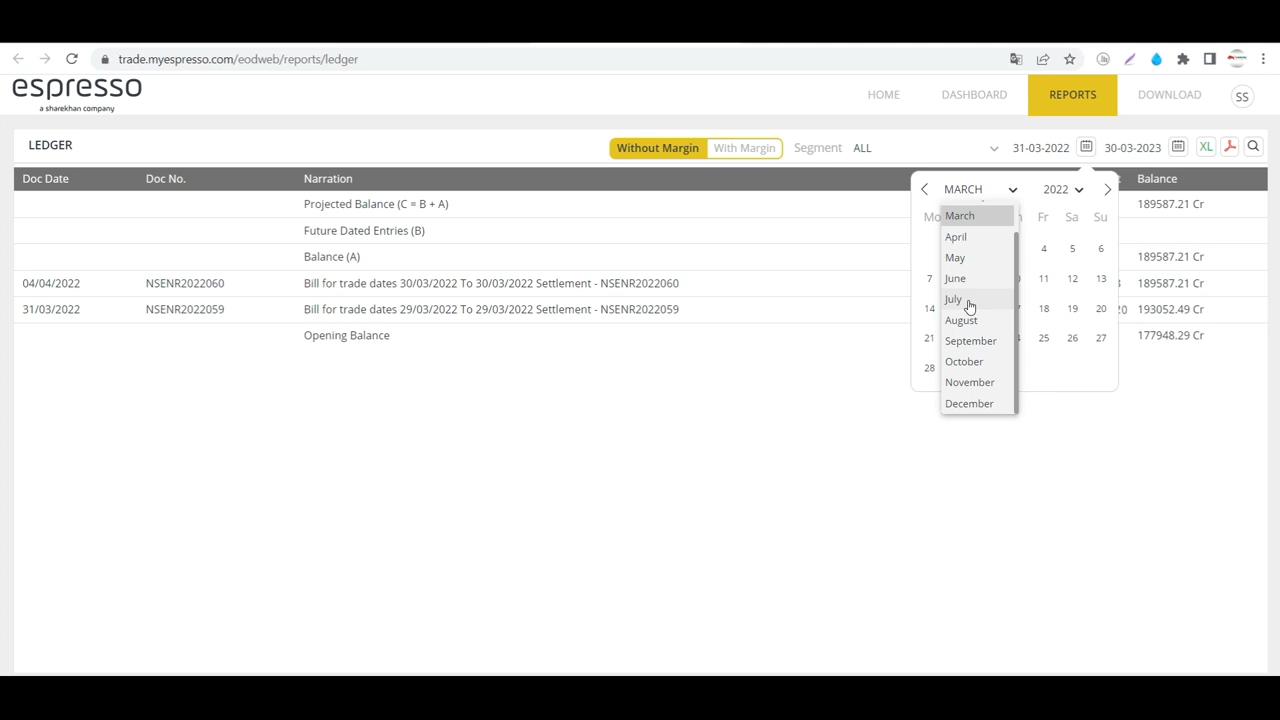 trade.myespresso.com/eodweb/reports/ledger
espresso
a sharekhan company
HOME DASHBOARD REPORTS DOWNLOAD SS
LEDGER Without Margin With Margin Segment ALL 31-03-2022 30-03-2023 XL
Doc Date Doc No. Narration Balance
Projected Balance (C = B + A) 189587.21 Cr
Future Dated Entries (B)
Balance (A) 189587.21 Cr
04/04/2022 NSENR2022060 Bill for trade dates 30/03/2022 To 30/03/2022 Settlement - NSENR2022060 189587.21 Cr
31/03/2022 NSENR2022059 Bill for trade dates 29/03/2022 To 29/03/2022 Settlement - NSENR2022059 193052.49 Cr
Opening Balance 177948.29 Cr
MARCH 2022
Mo Fr Sa Su
4 5 6
7 11 12 13
14 18 19 20
21 25 26 27
28
March
April
May
June
July
August
September
October
November
December